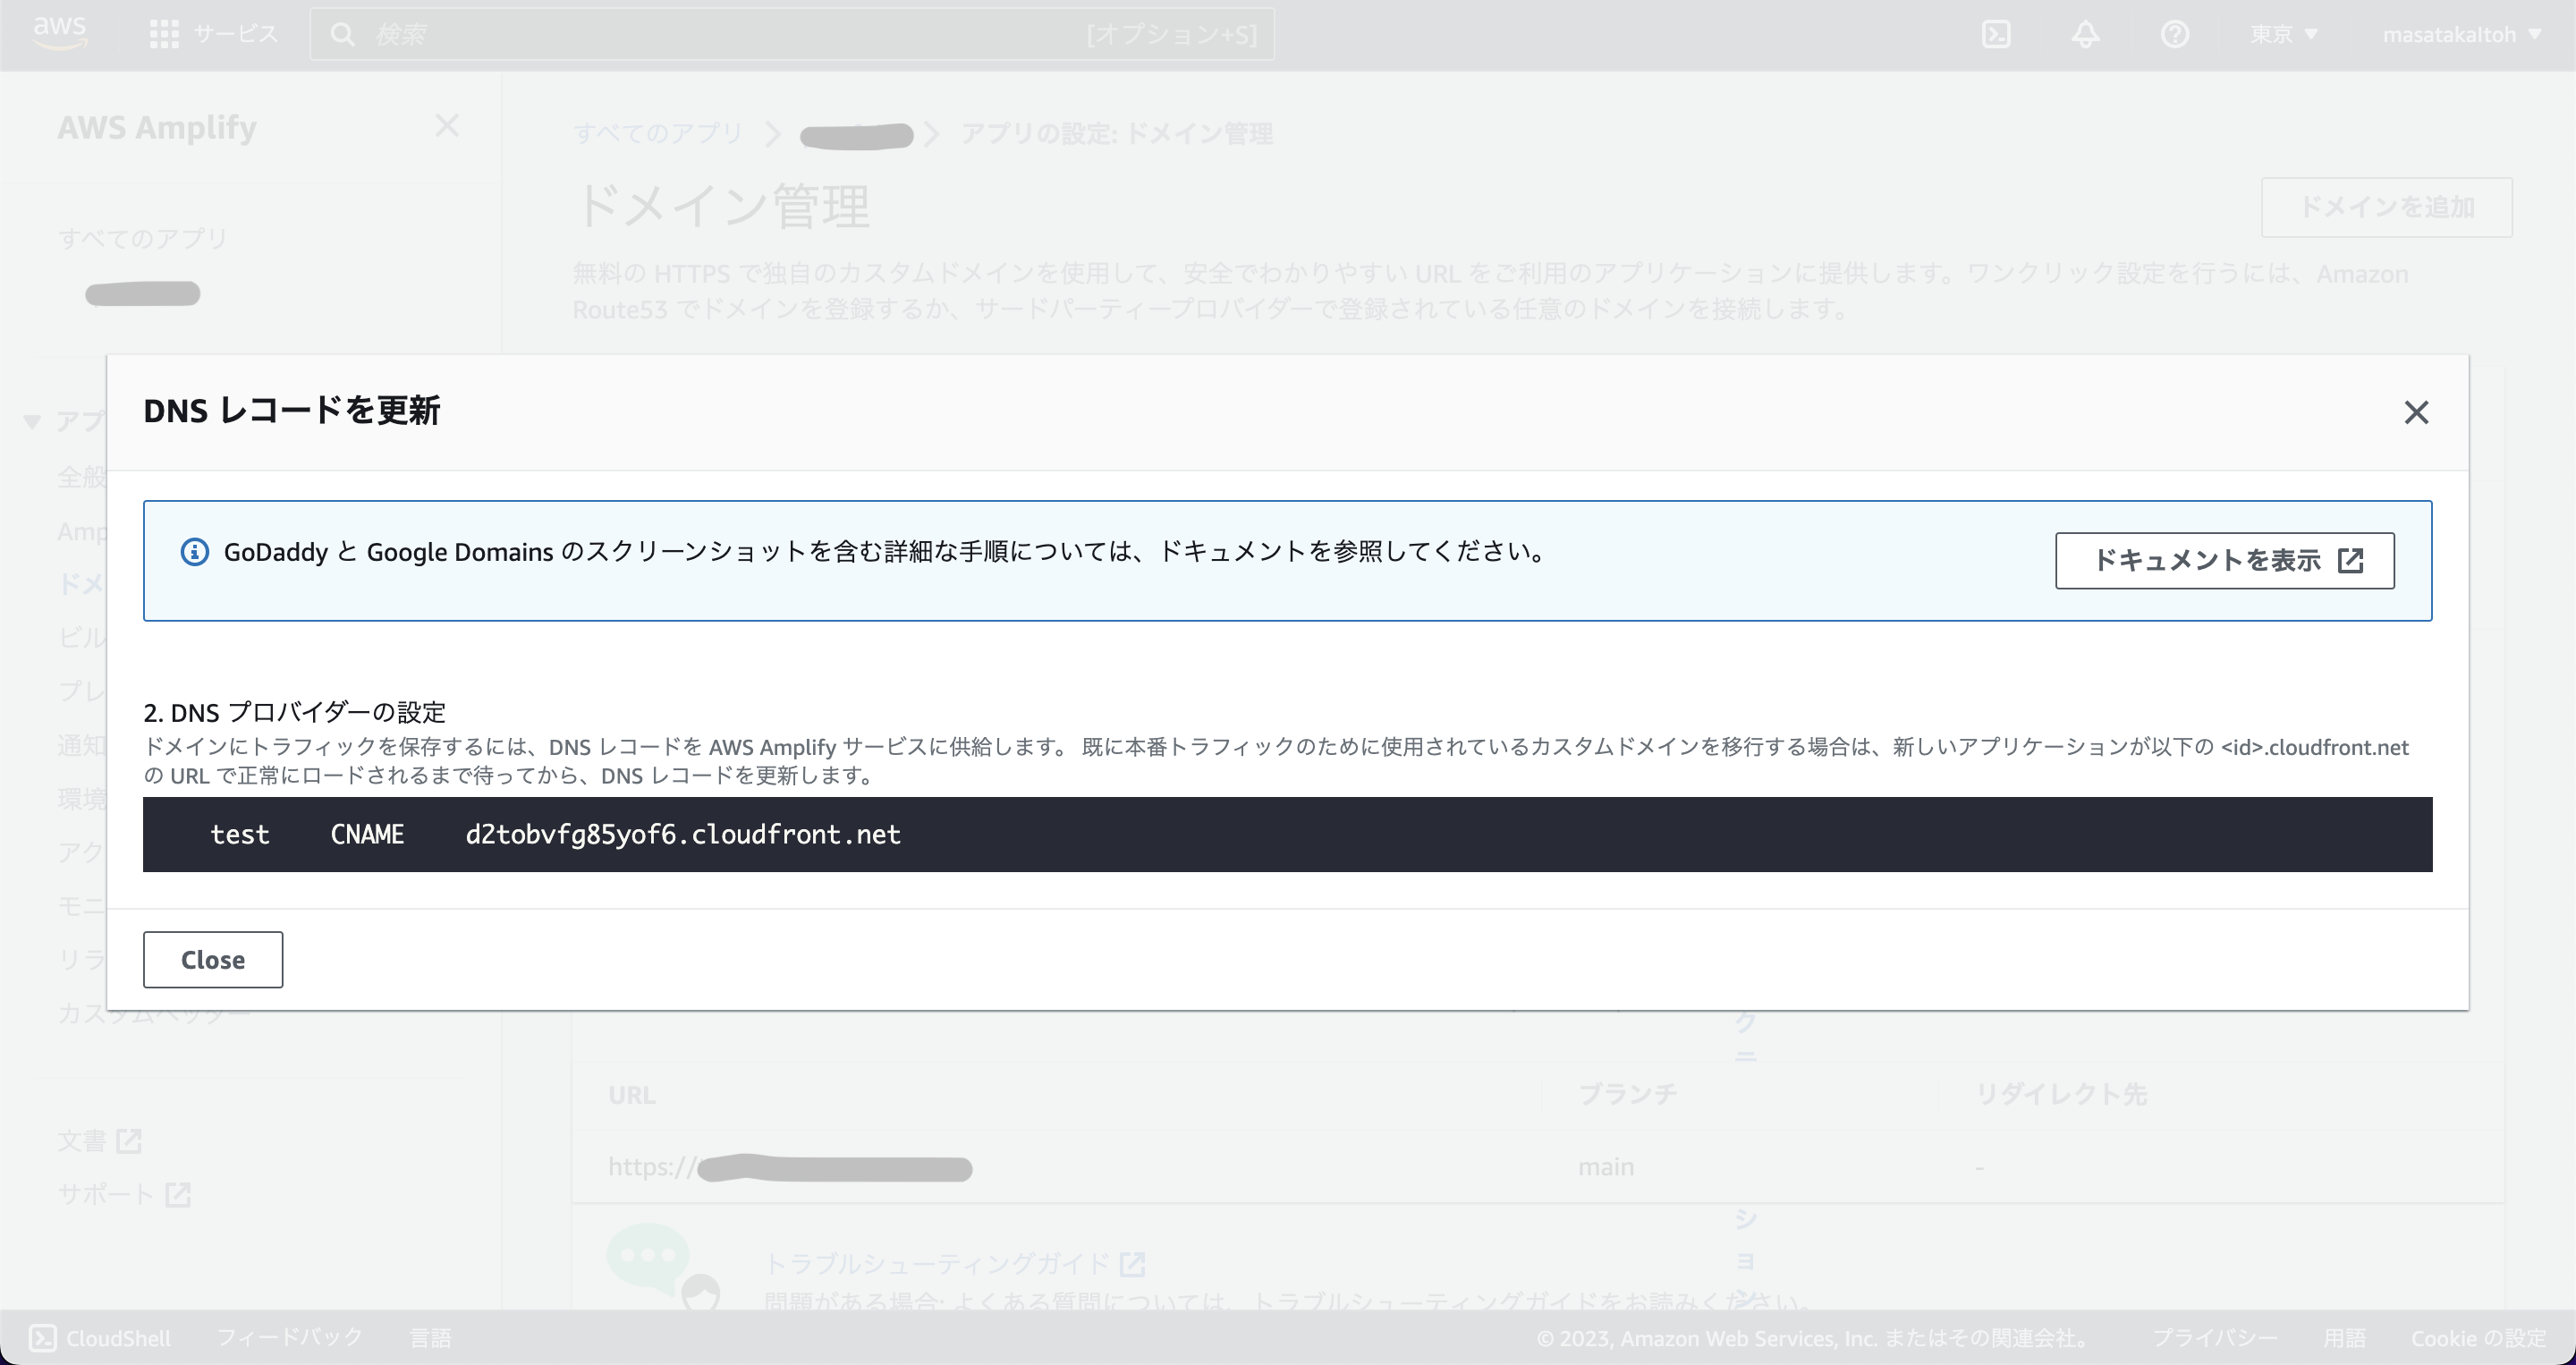 aws
サービス
検索
[オプション+S]
東京
masatakaItoh
AWS Amplify
すべてのアプリ
アプリの設定: ドメイン管理
ドメイン管理
ドメインを追加
すべてのアプリ
無料の HTTPS で独自のカスタムドメインを使用して、安全でわかりやすい URL をご利用のアプリケーションに提供します。ワンクリック設定を行うには、Amazon
Route53 でドメインを登録するか、サードパーティープロバイダーで登録されている任意のドメインを接続します。
DNS レコードを更新
アプ
全般
Amp
ドメ
ビル
プレ
通知
環境
アク
モニ
リラ
GoDaddy と Google Domains のスクリーンショットを含む詳細な手順については、ドキュメントを参照してください。
ドキュメントを表示
2. DNS プロバイダーの設定
ドメインにトラフィックを保存するには、DNS レコードを AWS Amplify サービスに供給します。 既に本番トラフィックのために使用されているカスタムドメインを移行する場合は、新しいアプリケーションが以下の <id>.cloudfront.net
の URL で正常にロードされるまで待ってから、DNS レコードを更新します。
test CNAME d2tobvfg85yof6.cloudfront.net
Close
カスタムヘッダー
ク
ニ
URL
ブランチ
リダイレクト先
文書
https://
main
-
サポート
シ
ョ
トラブルシューティングガイド
問題がある場合: よくある質問については、トラブルシューティングガイドをお読みください。
CloudShell
フィードバック
言語
© 2023, Amazon Web Services, Inc. またはその関連会社。
プライバシー
用語
Cookie の設定